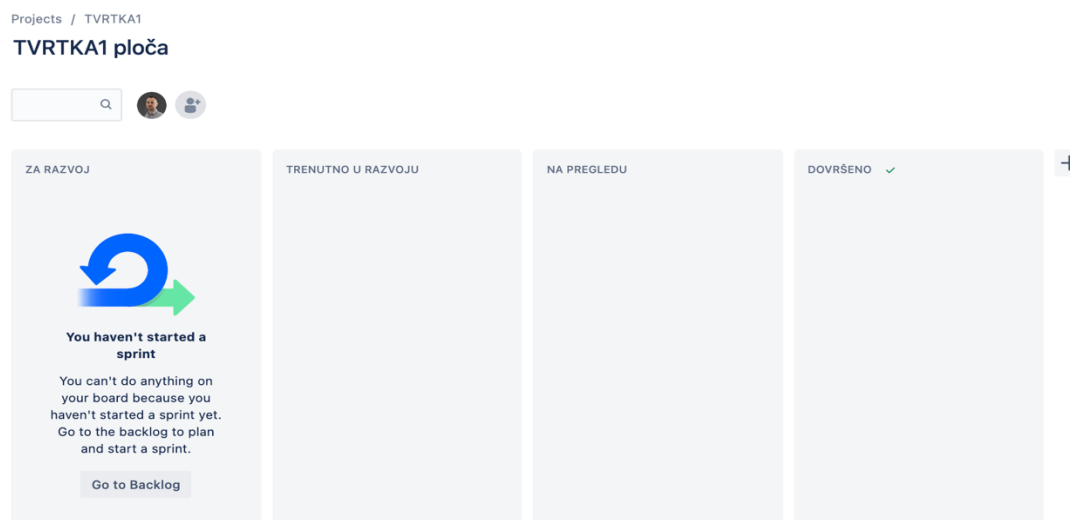 Projects / TVRTKA1
TVRTKA1 ploča
ZA RAZVOJ
TRENUTNO U RAZVOJU
NA PREGLEDU
DOVRŠENO
You haven't started a
sprint
You can't do anything on
your board because you
haven't started a sprint yet.
Go to the backlog to plan
and start a sprint.
Go to Backlog